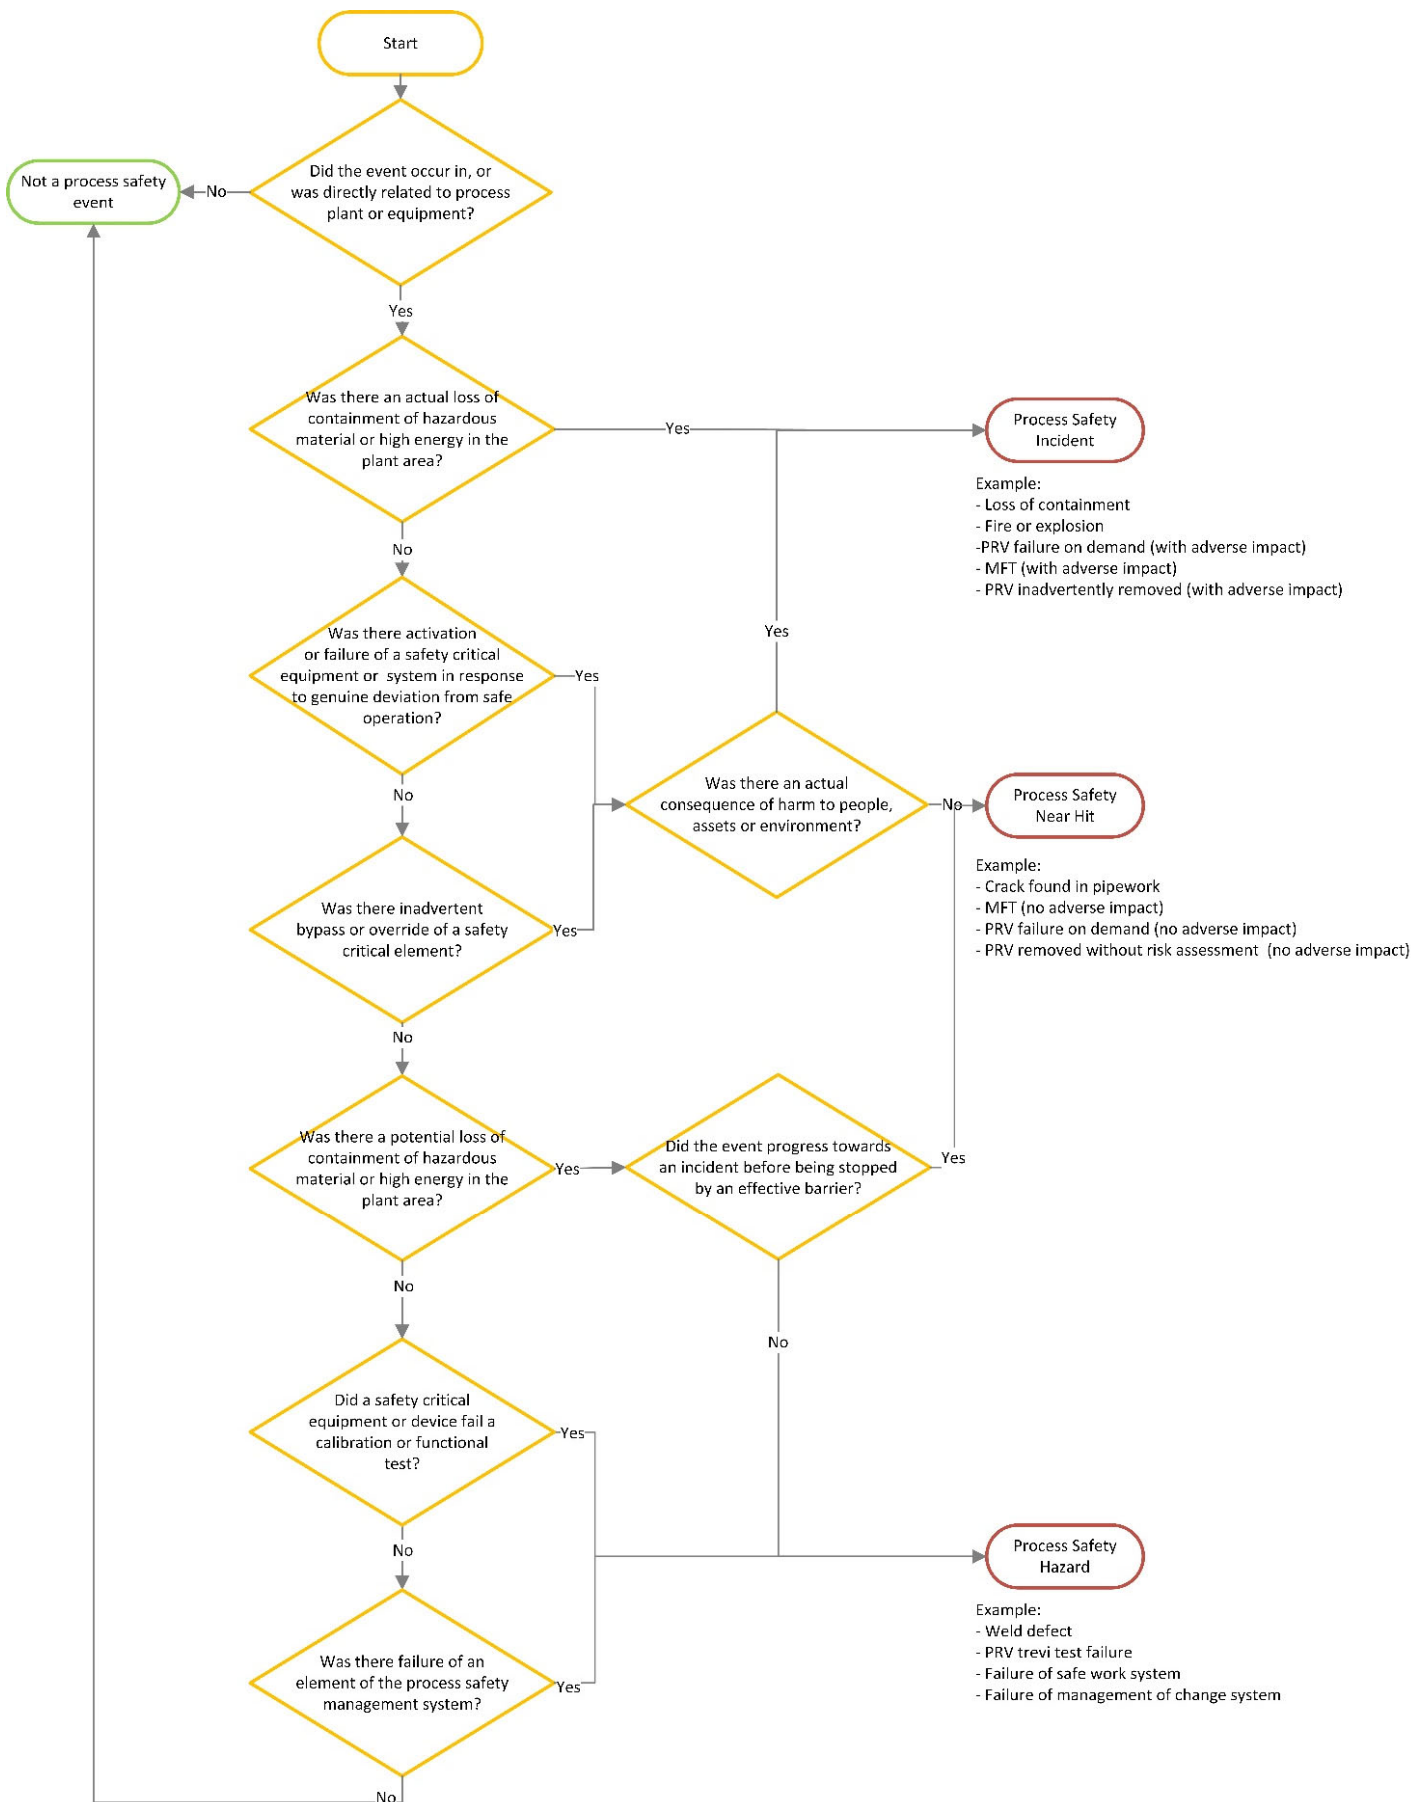 Start
Did the event occur in, or
was directly related to process
plant or equipment?
No
Not a process safety
event
Yes
Was there an actual loss of
containment of hazardous
material or high energy in the
plant area?
Yes
Process Safety
Incident
Example:
- Loss of containment
- Fire or explosion
-PRV failure on demand (with adverse impact)
- MFT (with adverse impact)
- PRV inadvertently removed (with adverse impact)
No
Was there activation
or failure of a safety critical
equipment or system in response
to genuine deviation from safe
operation?
Yes
Yes
No
Was there an actual
consequence of harm to people,
assets or environment?
No
Process Safety
Near Hit
Example:
- Crack found in pipework
- MFT (no adverse impact)
- PRV failure on demand (no adverse impact)
- PRV removed without risk assessment (no adverse impact)
Was there inadvertent
bypass or override of a safety
critical element?
Yes
No
Was there a potential loss of
containment of hazardous
material or high energy in the
plant area?
Yes
Did the event progress towards
an incident before being stopped
by an effective barrier?
Yes
No
No
Did a safety critical
equipment or device fail a
calibration or functional
test?
Yes
No
Process Safety
Hazard
Example:
- Weld defect
- PRV trevi test failure
- Failure of safe work system
- Failure of management of change system
Was there failure of an
element of the process safety
management system?
Yes
No